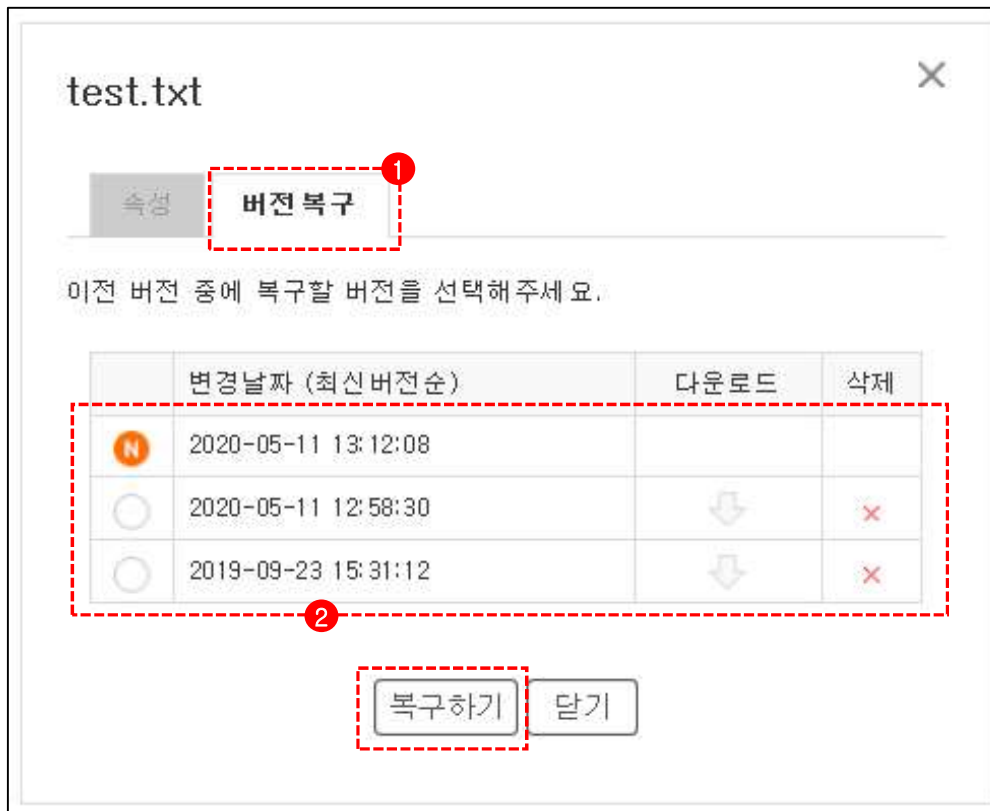 test.txt
1
속성 버전 복구
이전 버전 중에 복구할 버전을 선택해주세요.
변경날짜 (최신버전순) 다운로드 삭제
N 2020-05-11 13:12:08
2020-05-11 12:58:30
2019-09-23 15:31:12
2
복구하기 닫기